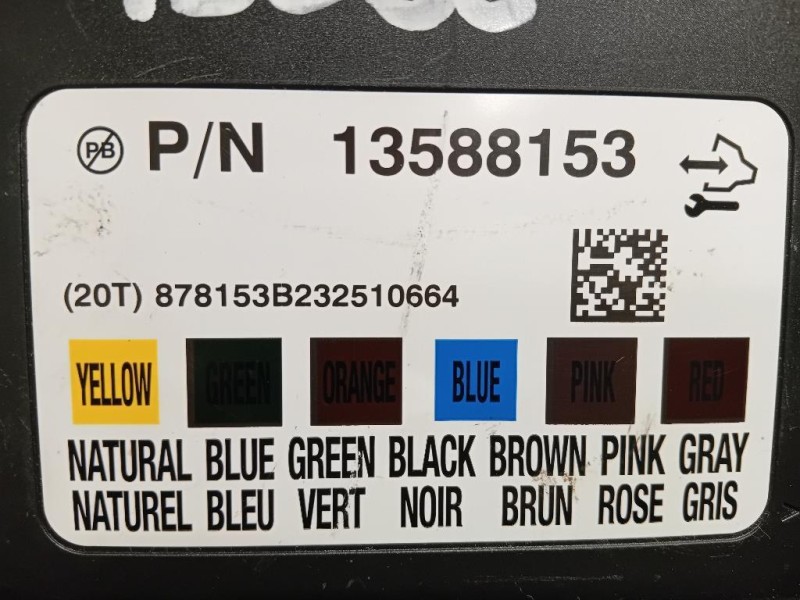 PB P/N 13588153
(20T) 878153B232510664
YELLOW GREEN ORANGE BLUE PINK RED
NATURAL BLUE GREEN BLACK BROWN PINK GRAY
NATUREL BLEU VERT NOIR BRUN ROSE GRIS